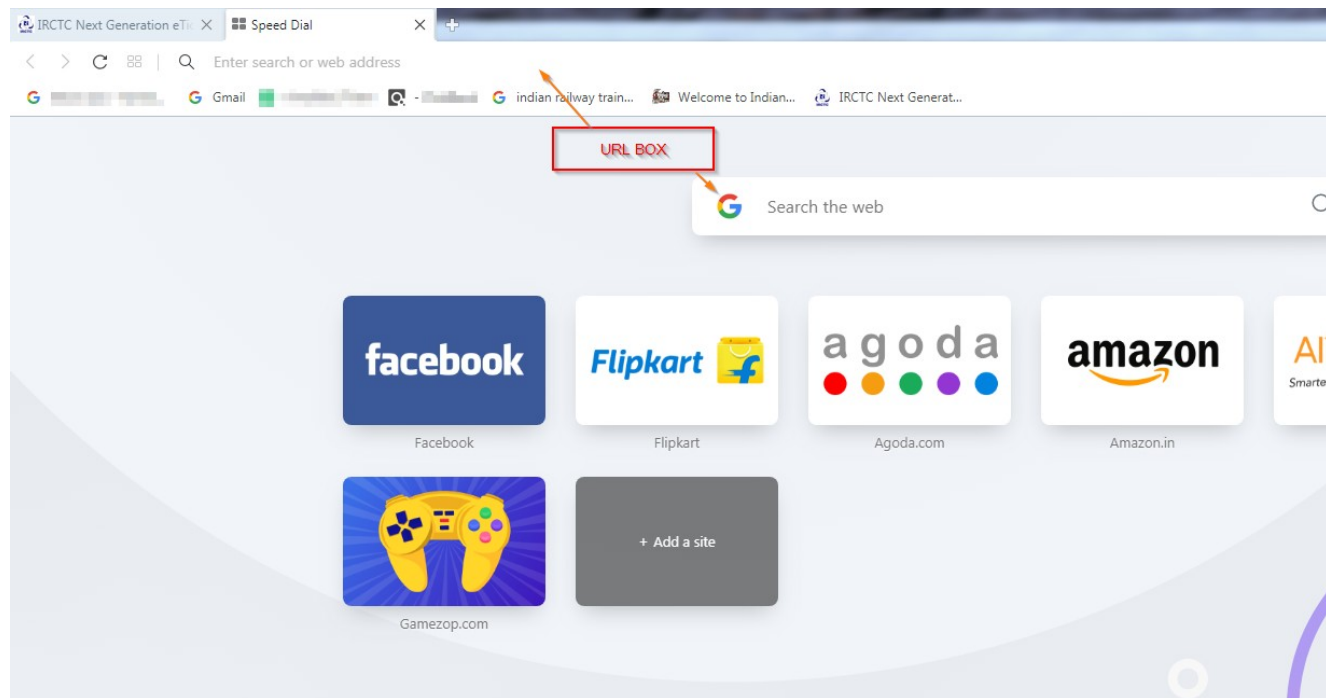 IRCTC Next Generation eTic
Speed Dial
Enter search or web address
Gmail
-
indian railway train...
Welcome to Indian...
IRCTC Next Generat...
URL BOX
Search the web
facebook
Flipkart
agoda
amazon
Smarte
Facebook
Flipkart
Agoda.com
Amazon.in
+ Add a site
Gamezop.com